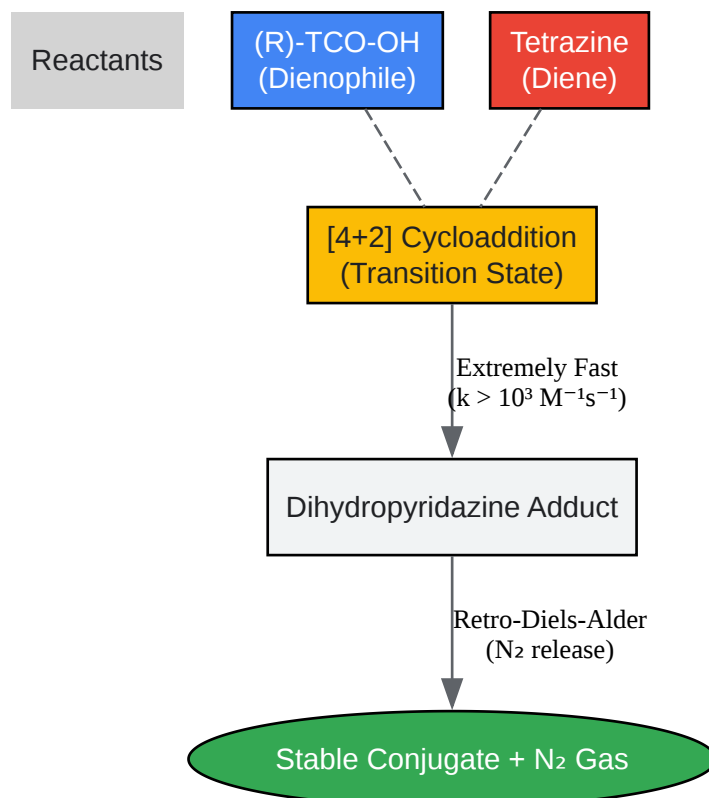 Reactants
(R)-TCO-OH
(Dienophile)
Tetrazine
(Diene)
[4+2] Cycloaddition
(Transition State)
Extremely Fast
(k > 10³ M⁻¹s⁻¹)
Dihydropyridazine Adduct
Retro-Diels-Alder
(N₂ release)
Stable Conjugate + N₂ Gas